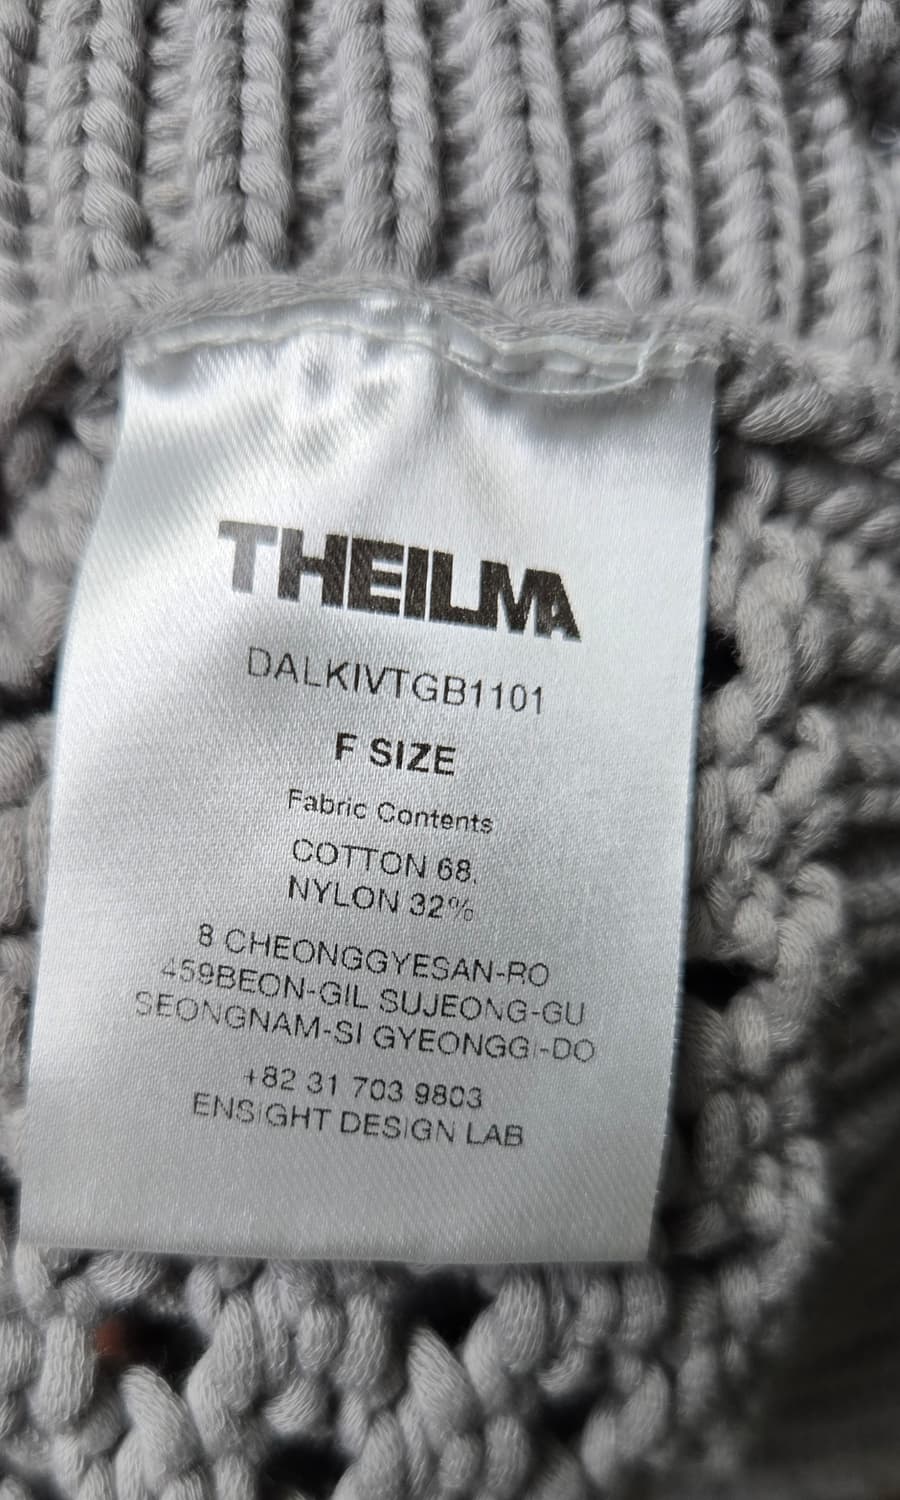 THEILMA
DALKIVTGB1101
F SIZE
Fabric Contents
COTTON 68.
NYLON 32%
8 CHEONGGYESAN-RO
459BEON-GIL SUJEONG-GU
SEONGNAM-SI GYEONGGI-DO
+82 31 703 9803
ENSIGHT DESIGN LAB